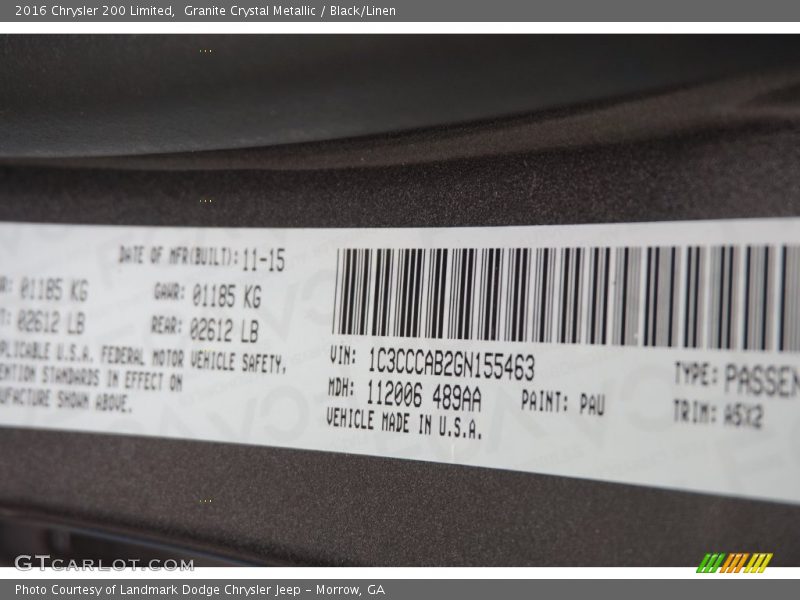 2016 Chrysler 200 Limited, Granite Crystal Metallic / Black/Linen
DATE OF MFR(BUILT): 11-15
01185 KG GAWR: 01185 KG
02612 LB REAR: 02612 LB
U.S.A. FEDERAL MOTOR VEHICLE SAFETY,
STANDARDS IN EFFECT ON
SHOWN ABOVE.
VIN: 1C3CCCAB2GN155463 TYPE: PASSEN
MDH: 112006 489AA PAINT: PAU TRIM: A5X2
VEHICLE MADE IN U.S.A.
GTCARLOT.COM
Photo Courtesy of Landmark Dodge Chrysler Jeep – Morrow, GA